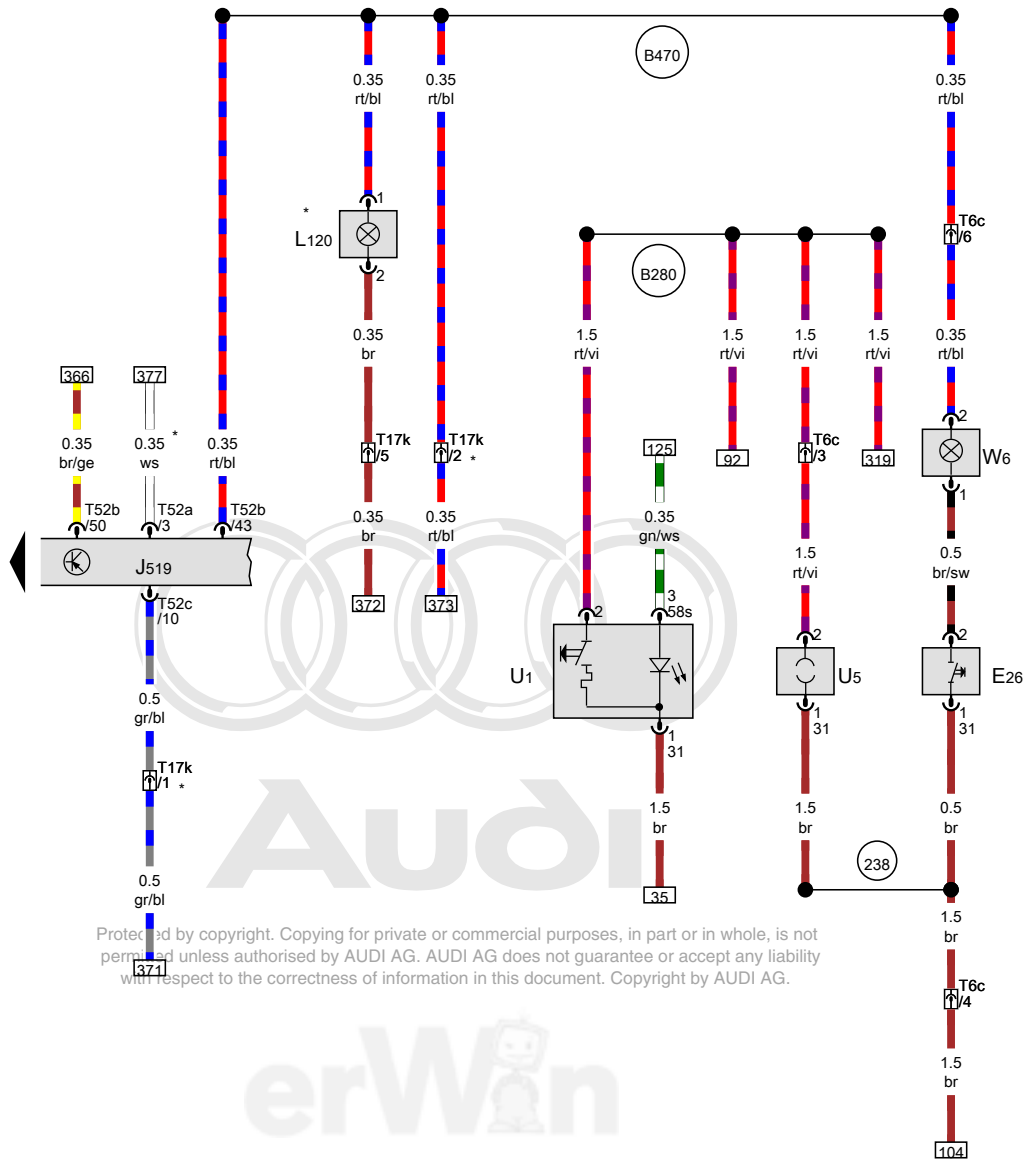 B470
0.35
rt/bl
0.35
rt/bl
0.35
rt/bl
*
1
L120
2
T6c
/6
B280
0.35
br
1.5
rt/vi
1.5
rt/vi
1.5
rt/vi
1.5
rt/vi
0.35
rt/bl
366
377
0.35
br/ge
0.35
ws
*
0.35
rt/bl
T17k
/5
T17k
/2
*
125
92
T6c
/3
319
2
W6
1
T52b
/50
T52a
/3
T52b
/43
0.35
br
0.35
rt/bl
0.35
gn/ws
1.5
rt/vi
0.5
br/sw
J519
T52c
/10
372
373
2
3
58s
2
2
U1
U5
E26
0.5
gr/bl
1
31
1
31
1
31
T17k
/1
*
1.5
br
1.5
br
0.5
br
Audi
238
0.5
gr/bl
35
1.5
br
Protected by copyright. Copying for private or commercial purposes, in part or in whole, is not
permitted unless authorised by AUDI AG. AUDI AG does not guarantee or accept any liability
with respect to the correctness of information in this document. Copyright by AUDI AG.
371
T6c
/4
erWin
1.5
br
104